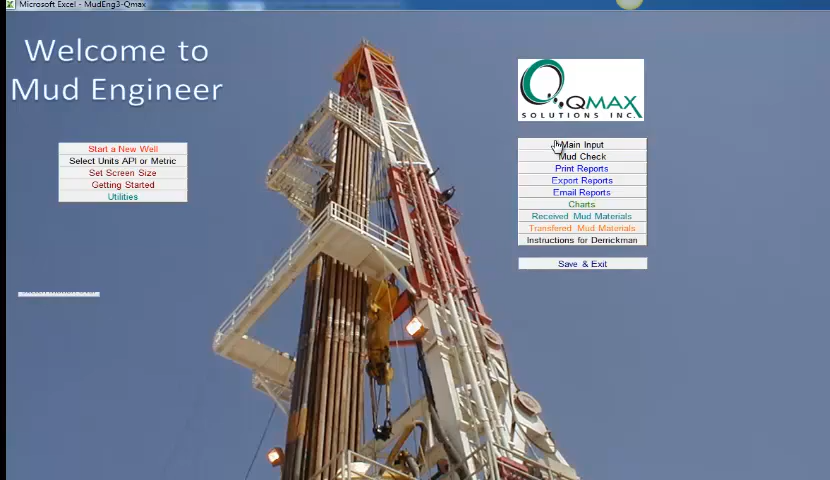 Microsoft Excel - MudEng3-Qmax
Welcome to
Mud Engineer
Start a New Well
Select Units API or Metric
Set Screen Size
Getting Started
Utilities
QMAX
SOLUTIONS INC.
Main Input
Mud Check
Print Reports
Export Reports
Email Reports
Charts
Received Mud Materials
Transfered Mud Materials
Instructions for Derrickman
Save & Exit